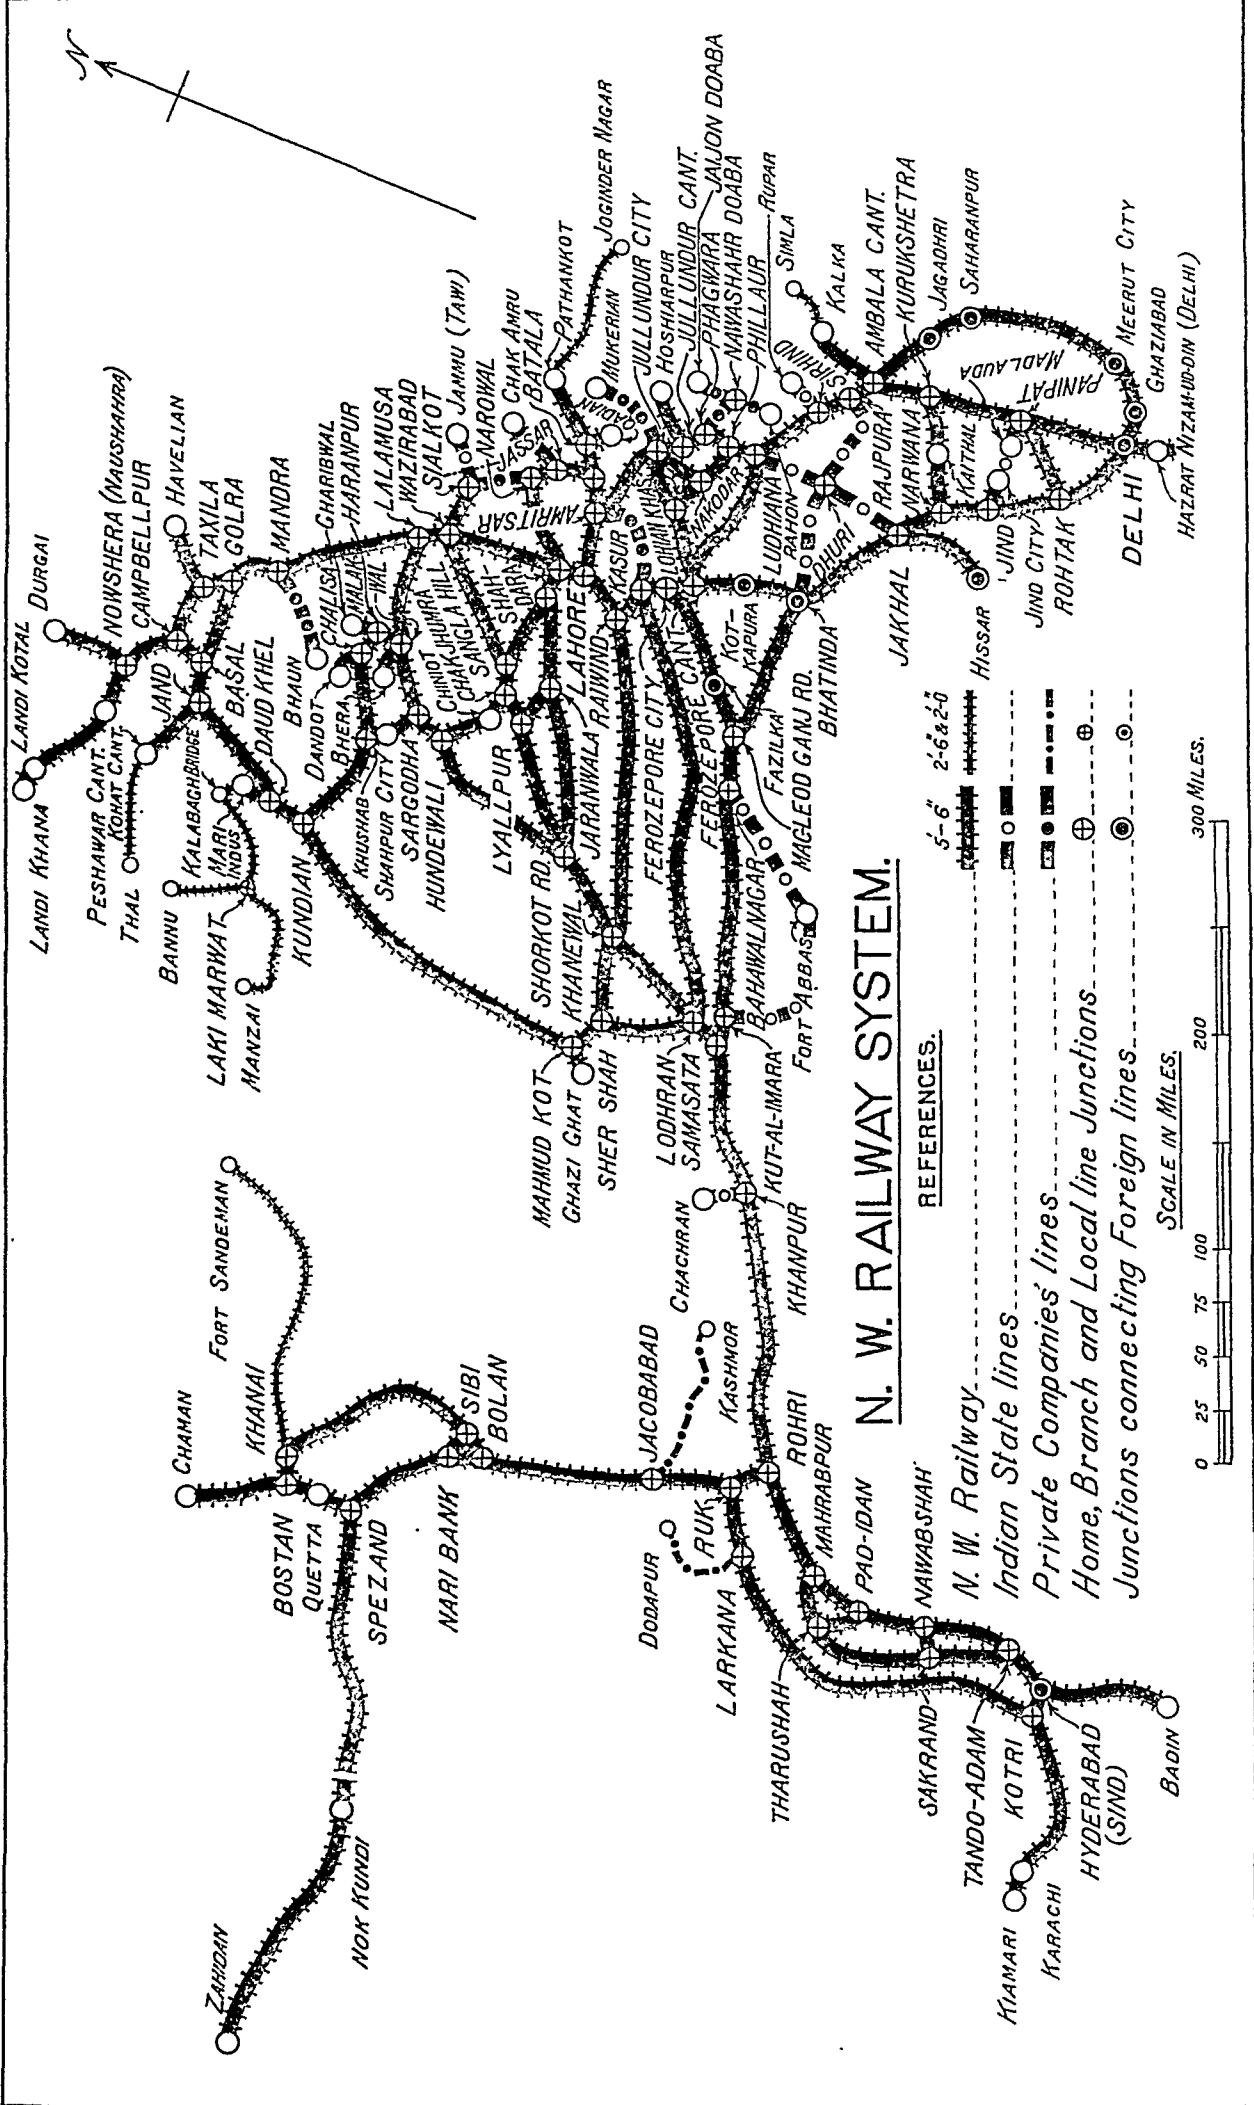 N
N. W. RAILWAY SYSTEM.
REFERENCES.
5'-6" 2-6"& 2-0"
N. W. Railway
Indian State lines
Private Companies' lines
Home, Branch and Local line Junctions
Junctions connecting Foreign lines
SCALE IN MILES.
0 25 50 75 100 200 300 MILES.
ZAHIDAN
NOK KUNDI
CHAMAN
KHANAI
FORT SANDEMAN
BOSTAN
QUETTA
SPEZAND
NARI BANK
SIBI
BOLAN
JACOBABAD
KASHMOR
DODAPUR
RUK
LARKANA
ROHRI
MAHRABPUR
PAD-IDAN
NAWABSHAH
THARUSHAH
SAKRAND
TANDO-ADAM
KOTRI
HYDERABAD
(SIND)
BADIN
KARACHI
KIAMARI
CHACHRAN
KHANPUR
KUT-AL-IMARA
SAMASATA
LODHRAN
SHER SHAH
GHAZI GHAT
MAHMUD KOT
KHANEWAL
SHORKOT RD.
FORT ABBAS
BAHAWALNAGAR
MACLEOD GANJ RD.
FAZILKA
BHATINDA
KOT-
KAPURA
FEROZEPORE CANT.
FEROZEPORE CITY
RAIWIND
LAHORE
JARANWALA
LYALLPUR
HUNDEWALI
SARGODHA
SHAHPUR CITY
KHUSHAB
KUNDIAN
MANZAI
LAKI MARWAT
BANNU
MARI
INDUS
KALABAGH BRIDGE
THAL
KOHAT CANT.
PESHAWAR CANT.
LANDI KHANA
LANDI KOTAL
DURGAI
NOWSHERA (NAUSHAHRA)
CAMPBELLPUR
HAVELIAN
TAXILA
GOLRA
MANDRA
JAND
BASAL
DAUD KHEL
BHAUN
DANDOT
BHERA
CHALISA
MALAK-
WAL
GHARIBWAL
HARANPUR
LALAMUSA
WAZIRABAD
SIALKOT
JAMMU (TAWI)
NAROWAL
CHAK AMRU
JASSAR
BATALA
PATHANKOT
JOGINDER NAGAR
QADIAN
MUKERIAN
AMRITSAR
CHINIOT
CHAKJHUMRA
SANGLA HILL
SHAH-
DARA
KASUR
LOHIAN KHAS
NAKODAR
JULLUNDUR CITY
HOSHIARPUR
JULLUNDUR CANT.
PHAGWARA
JAIJON DOABA
NAWASHAHR DOABA
PHILLAUR
RUPAR
SIMLA
KALKA
SIRHIND
LUDHIANA
DHURI
RAJPURA
AMBALA CANT.
KURUKSHETRA
JAGADHRI
SAHARANPUR
JAKHAL
HISSAR
NARWANA
KAITHAL
JIND
JIND CITY
ROHTAK
PANIPAT
MADLAUDA
MEERUT CITY
GHAZIABAD
DELHI
HAZRAT NIZAM-UD-DIN (DELHI)